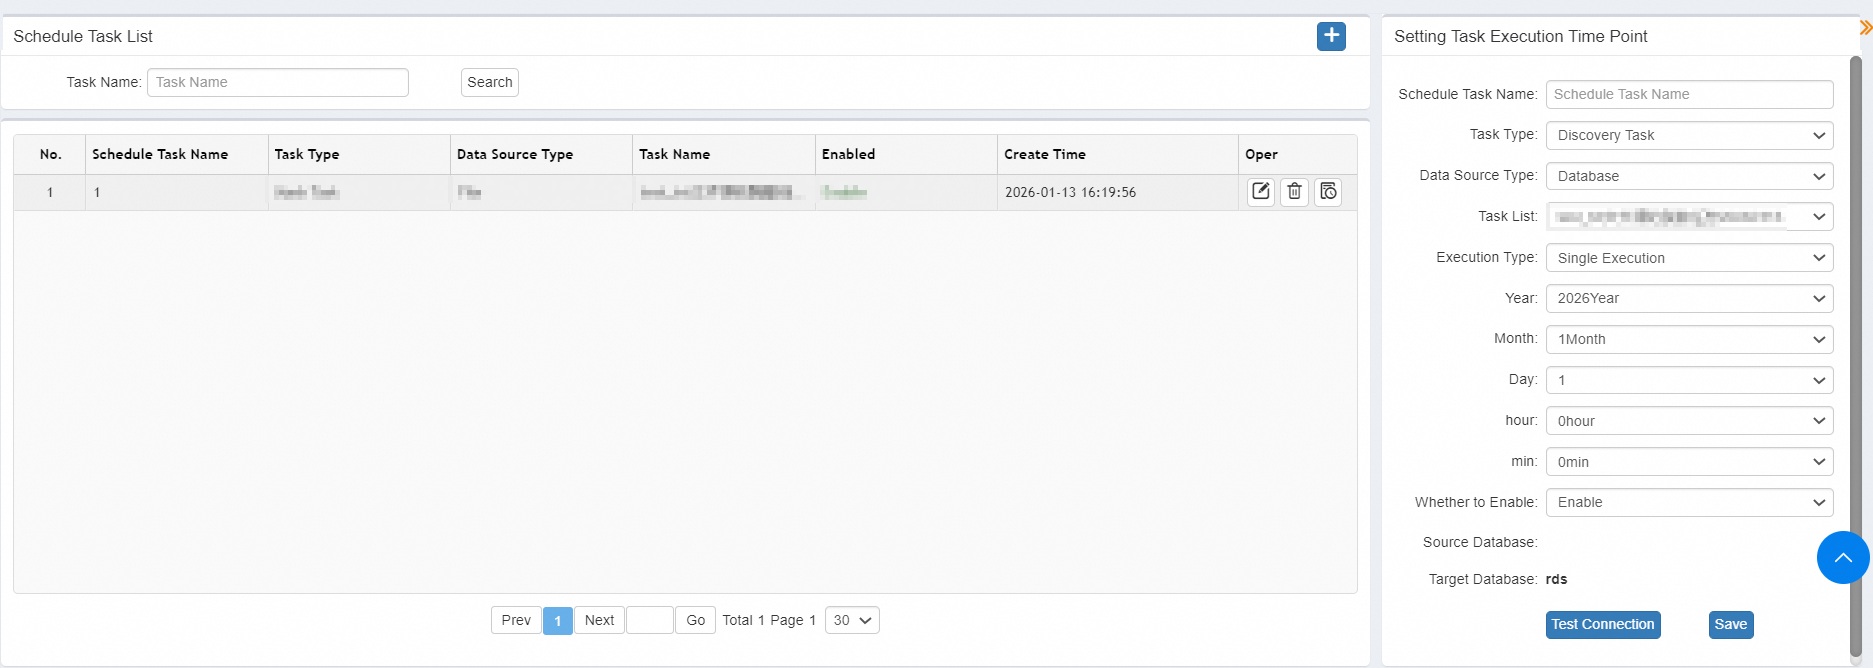 Schedule Task List
Task Name: Task Name Search
No. Schedule Task Name Task Type Data Source Type Task Name Enabled Create Time Oper
1 1 2026-01-13 16:19:56
Prev 1 Next Go Total 1 Page 1 30
Setting Task Execution Time Point
Schedule Task Name: Schedule Task Name
Task Type: Discovery Task
Data Source Type: Database
Task List:
Execution Type: Single Execution
Year: 2026Year
Month: 1Month
Day: 1
hour: 0hour
min: 0min
Whether to Enable: Enable
Source Database:
Target Database: rds
Test Connection Save